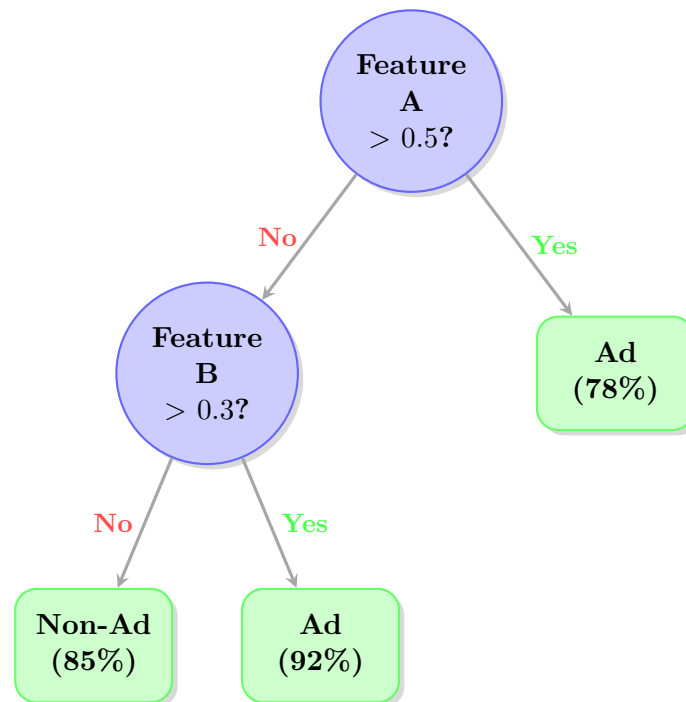 Feature
A
> 0.5?
No
Yes
Feature
B
> 0.3?
Ad
(78%)
No
Yes
Non-Ad
(85%)
Ad
(92%)